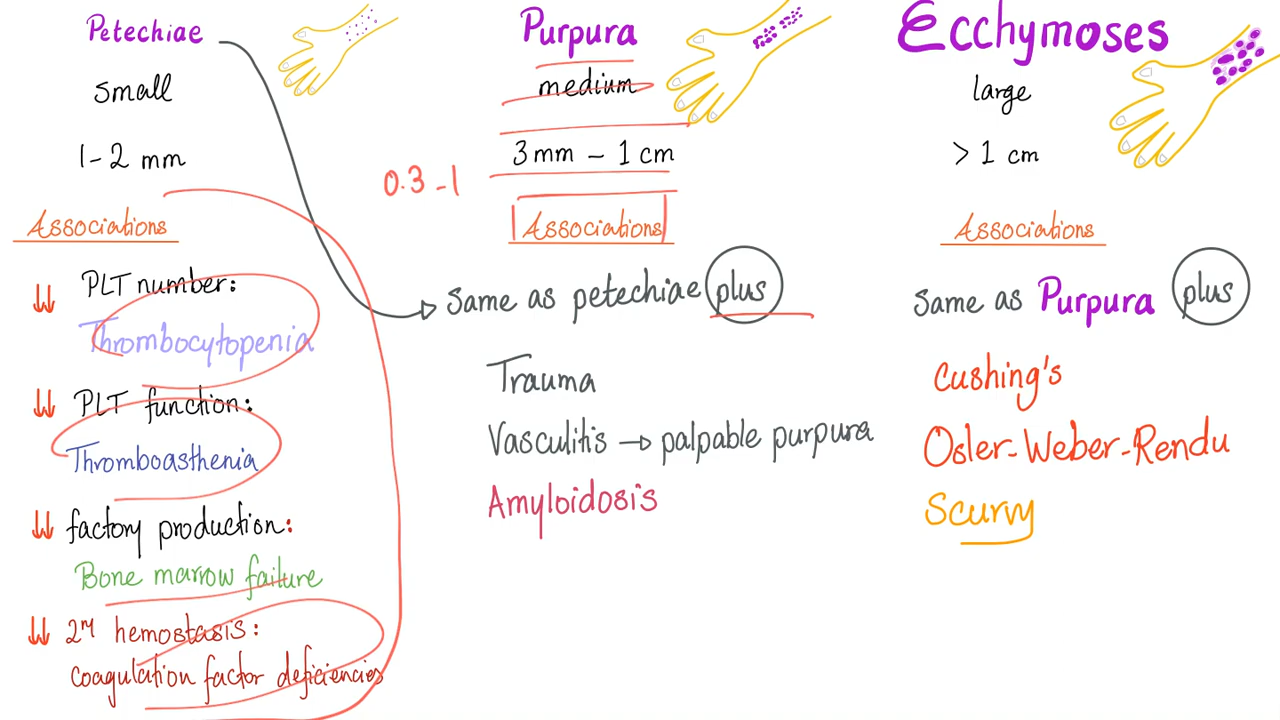 Petechiae
small
1-2 mm
Associations
↓↓ PLT number:
Thrombocytopenia
↓↓ PLT function:
Thromboasthenia
↓↓ factory production:
Bone marrow failure
↓↓ 2ry hemostasis:
Coagulation factor deficiencies
Purpura
medium
3mm - 1 cm
0.3-1
Associations
Same as petechiae plus
Trauma
Vasculitis → palpable purpura
Amyloidosis
Ecchymoses
large
> 1 cm
Associations
Same as Purpura plus
Cushing's
Osler-Weber-Rendu
Scurvy